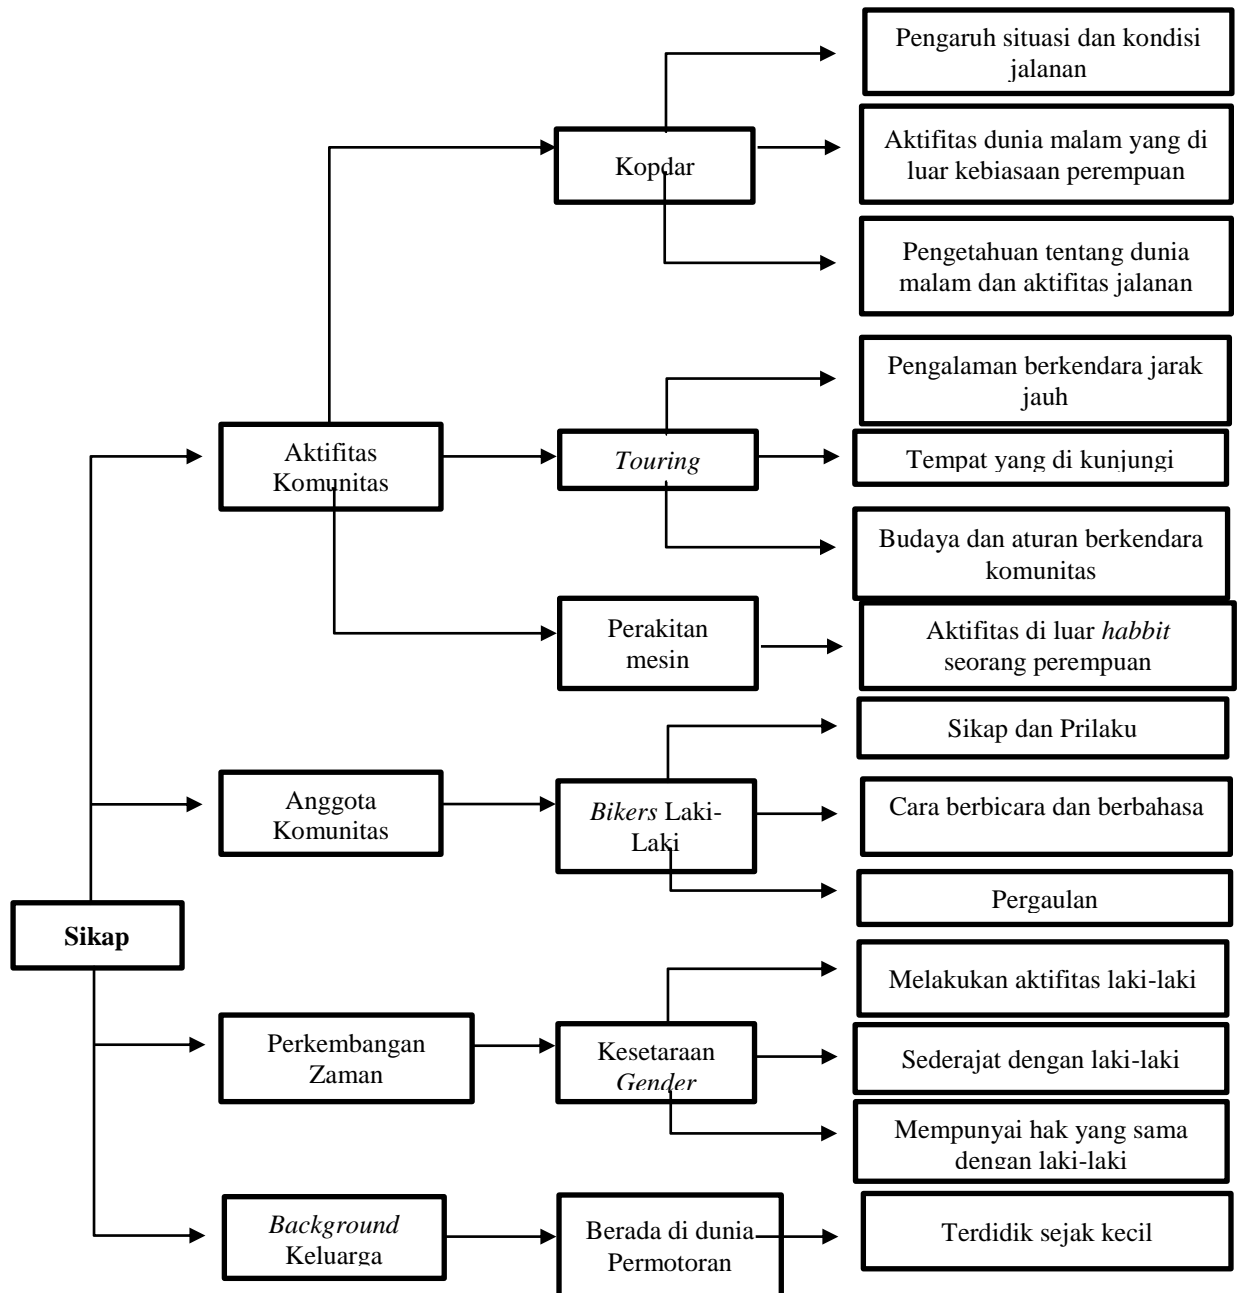 Pengaruh situasi dan kondisi
jalanan
Kopdar
Aktifitas dunia malam yang di
luar kebiasaan perempuan
Pengetahuan tentang dunia
malam dan aktifitas jalanan
Pengalaman berkendara jarak
jauh
Aktifitas
Komunitas
Touring
Tempat yang di kunjungi
Budaya dan aturan berkendara
komunitas
Perakitan
mesin
Aktifitas di luar habbit
seorang perempuan
Sikap dan Prilaku
Anggota
Komunitas
Bikers Laki-
Laki
Cara berbicara dan berbahasa
Pergaulan
Sikap
Melakukan aktifitas laki-laki
Perkembangan
Zaman
Kesetaraan
Gender
Sederajat dengan laki-laki
Mempunyai hak yang sama
dengan laki-laki
Background
Keluarga
Berada di dunia
Permotoran
Terdidik sejak kecil